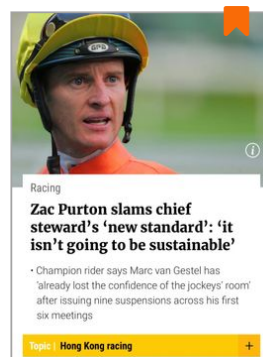 Racing
Zac Purton slams chief
steward's ‘new standard’: ‘it
isn't going to be sustainable’
• Champion rider says Marc van Gestel has
‘already lost the confidence of the jockeys' room’
after issuing nine suspensions across his first
six meetings
Topic | Hong Kong racing +